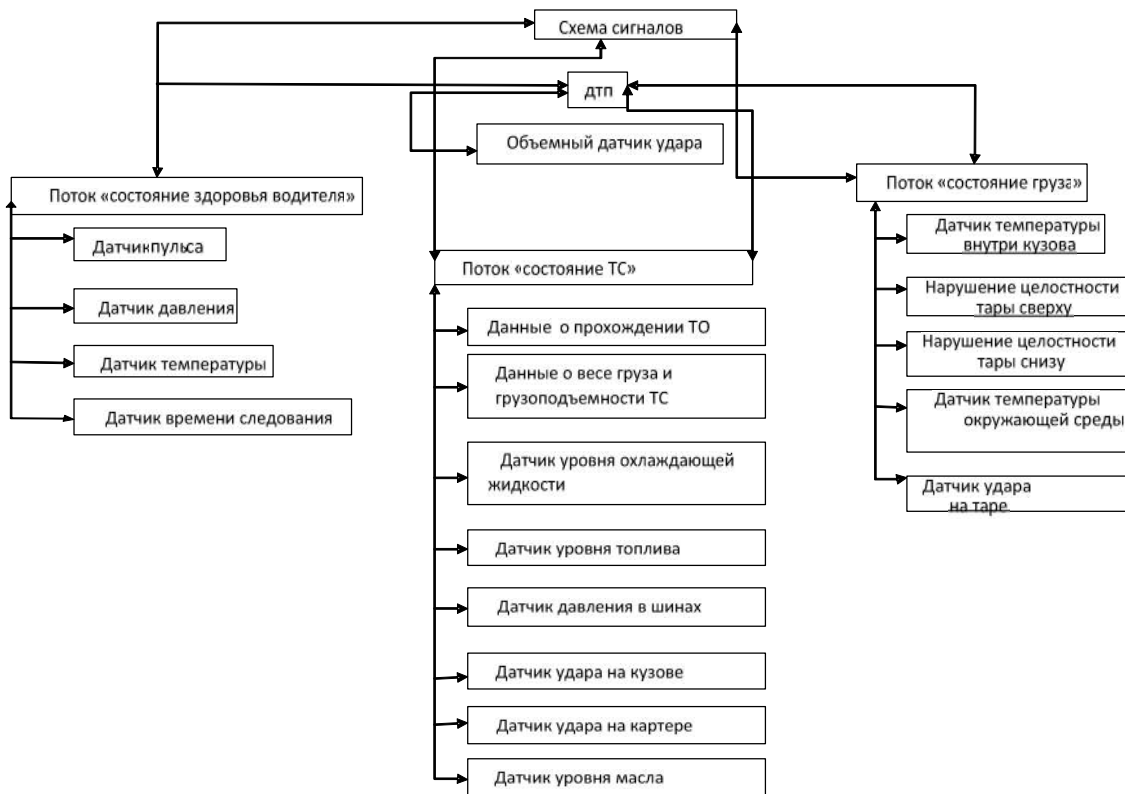 Схема сигналов
дтп
Объемный датчик удара
Поток «состояние здоровья водителя»
Датчикпульса
Датчик давления
Датчик температуры
Датчик времени следования
Поток «состояние ТС»
Данные о прохождении ТО
Данные о весе груза и
грузоподъемности ТС
Датчик уровня охлаждающей
жидкости
Датчик уровня топлива
Датчик давления в шинах
Датчик удара на кузове
Датчик удара на картере
Датчик уровня масла
Поток «состояние груза»
Датчик температуры
внутри кузова
Нарушение целостности
тары сверху
Нарушение целостности
тары снизу
Датчик температуры
окружающей среды
Датчик удара
на таре